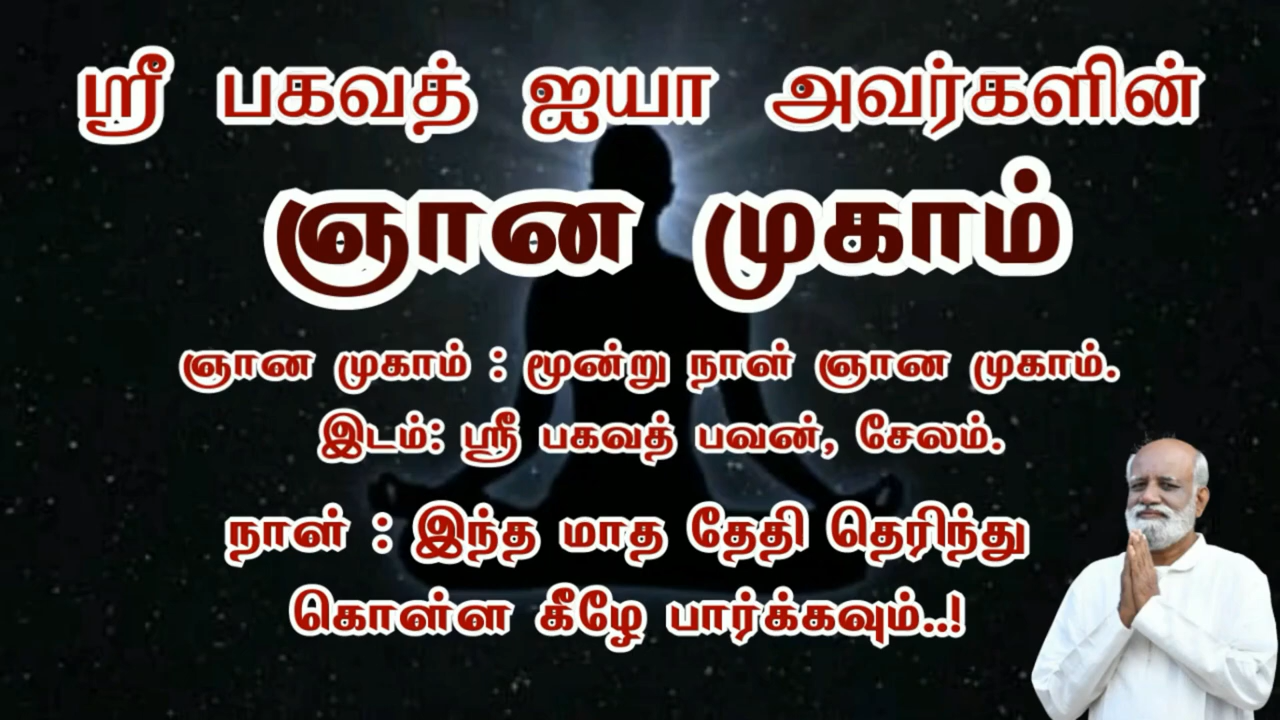 ஸ்ரீ பகவத் ஐயா அவர்களின்
ஞான முகாம்
ஞான முகாம் : மூன்று நாள் ஞான முகாம்.
இடம்: ஸ்ரீ பகவத் பவன், சேலம்.
நாள் : இந்த மாத தேதி தெரிந்து
கொள்ள கீழே பார்க்கவும்..!